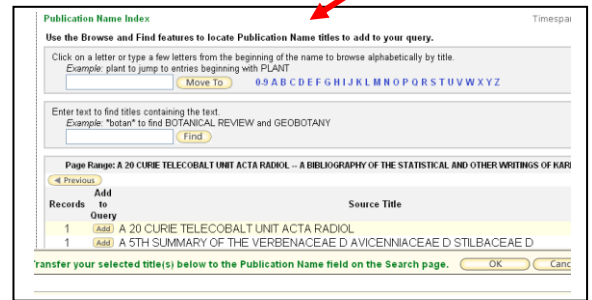 Publication Name Index Timespa
Use the Browse and Find features to locate Publication Name titles to add to your query.
Click on a letter or type a few letters from the beginning of the name to browse alphabetically by title.
Example: plant to jump to entries beginning with PLANT
Move To 0-9 A B C D E F G H I J K L M N O P Q R S T U V W X Y Z
Enter text to find titles containing the text.
Example: *botan* to find BOTANICAL REVIEW and GEOBOTANY
Find
Page Range: A 20 CURIE TELECOBALT UNIT ACTA RADIOL -- A BIBLIOGRAPHY OF THE STATISTICAL AND OTHER WRITINGS OF KAR
Previous
Records Add to Query Source Title
1 Add A 20 CURIE TELECOBALT UNIT ACTA RADIOL
1 Add A 5TH SUMMARY OF THE VERBENACEAE D AVICENNIACEAE D STILBACEAE D
Transfer your selected title(s) below to the Publication Name field on the Search page. OK Canc